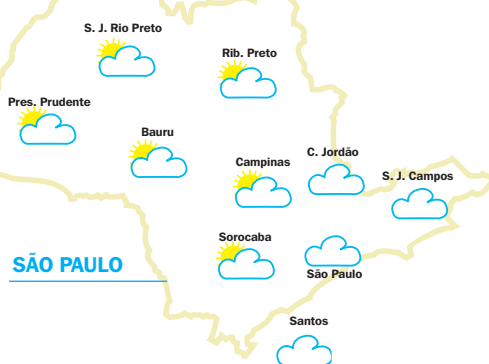 S. J. Rio Preto
Rib. Preto
Pres. Prudente
Bauru
C. Jordão
Campinas
S. J. Campos
Sorocaba
SÃO PAULO
São Paulo
Santos